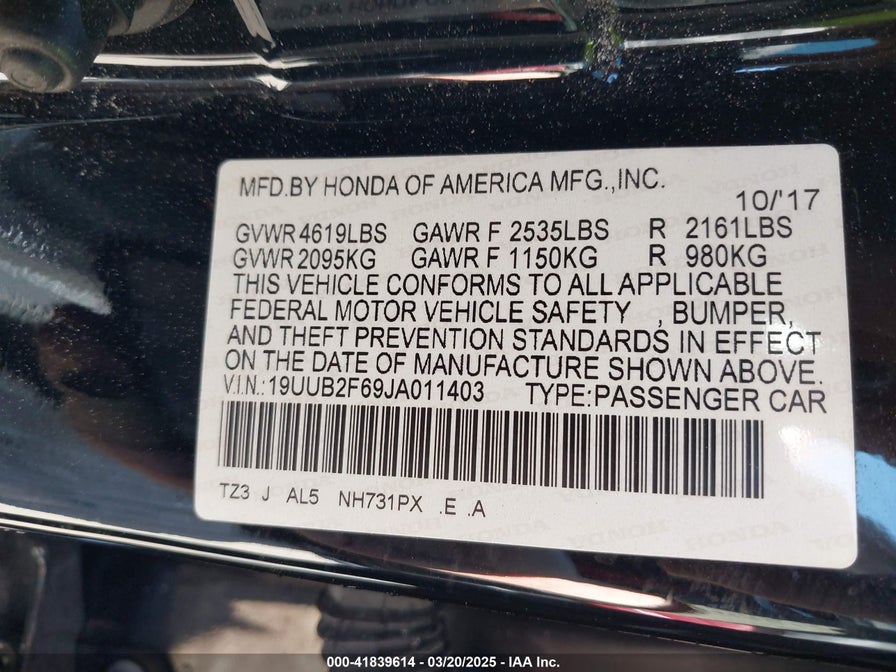 MFD.BY HONDA OF AMERICA MFG.,INC.
10/'17
GVWR 4619LBS GAWR F 2535LBS R 2161LBS
GVWR 2095KG GAWR F 1150KG R 980KG
THIS VEHICLE CONFORMS TO ALL APPLICABLE
FEDERAL MOTOR VEHICLE SAFETY , BUMPER,
AND THEFT PREVENTION STANDARDS IN EFFECT
ON THE DATE OF MANUFACTURE SHOWN ABOVE.
V.I.N.:19UUB2F69JA011403 TYPE:PASSENGER CAR
TZ3 J AL5 NH731PX .E .A
000-41839614 - 03/20/2025 - IAA Inc.